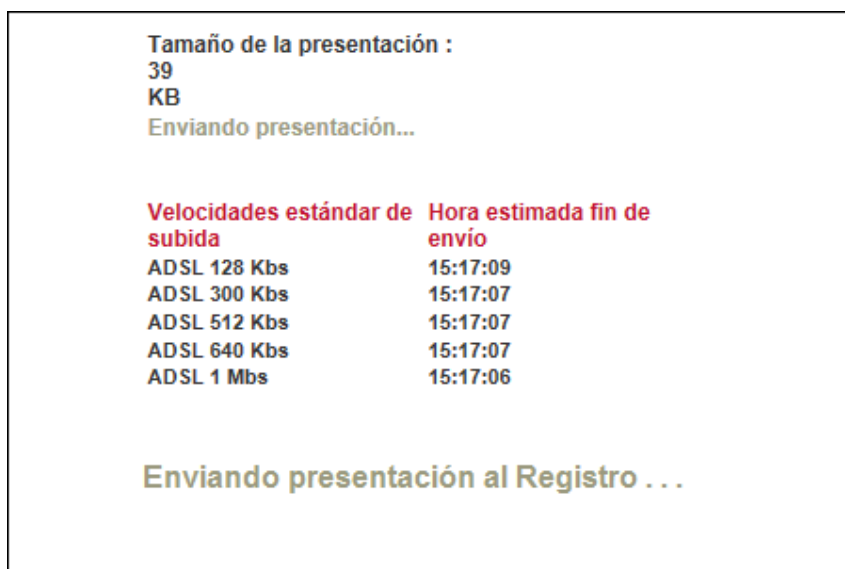 Tamaño de la presentación :
39
KB
Enviando presentación...
Velocidades estándar de subida
Hora estimada fin de envío
ADSL 128 Kbs 15:17:09
ADSL 300 Kbs 15:17:07
ADSL 512 Kbs 15:17:07
ADSL 640 Kbs 15:17:07
ADSL 1 Mbs 15:17:06
Enviando presentación al Registro . . .